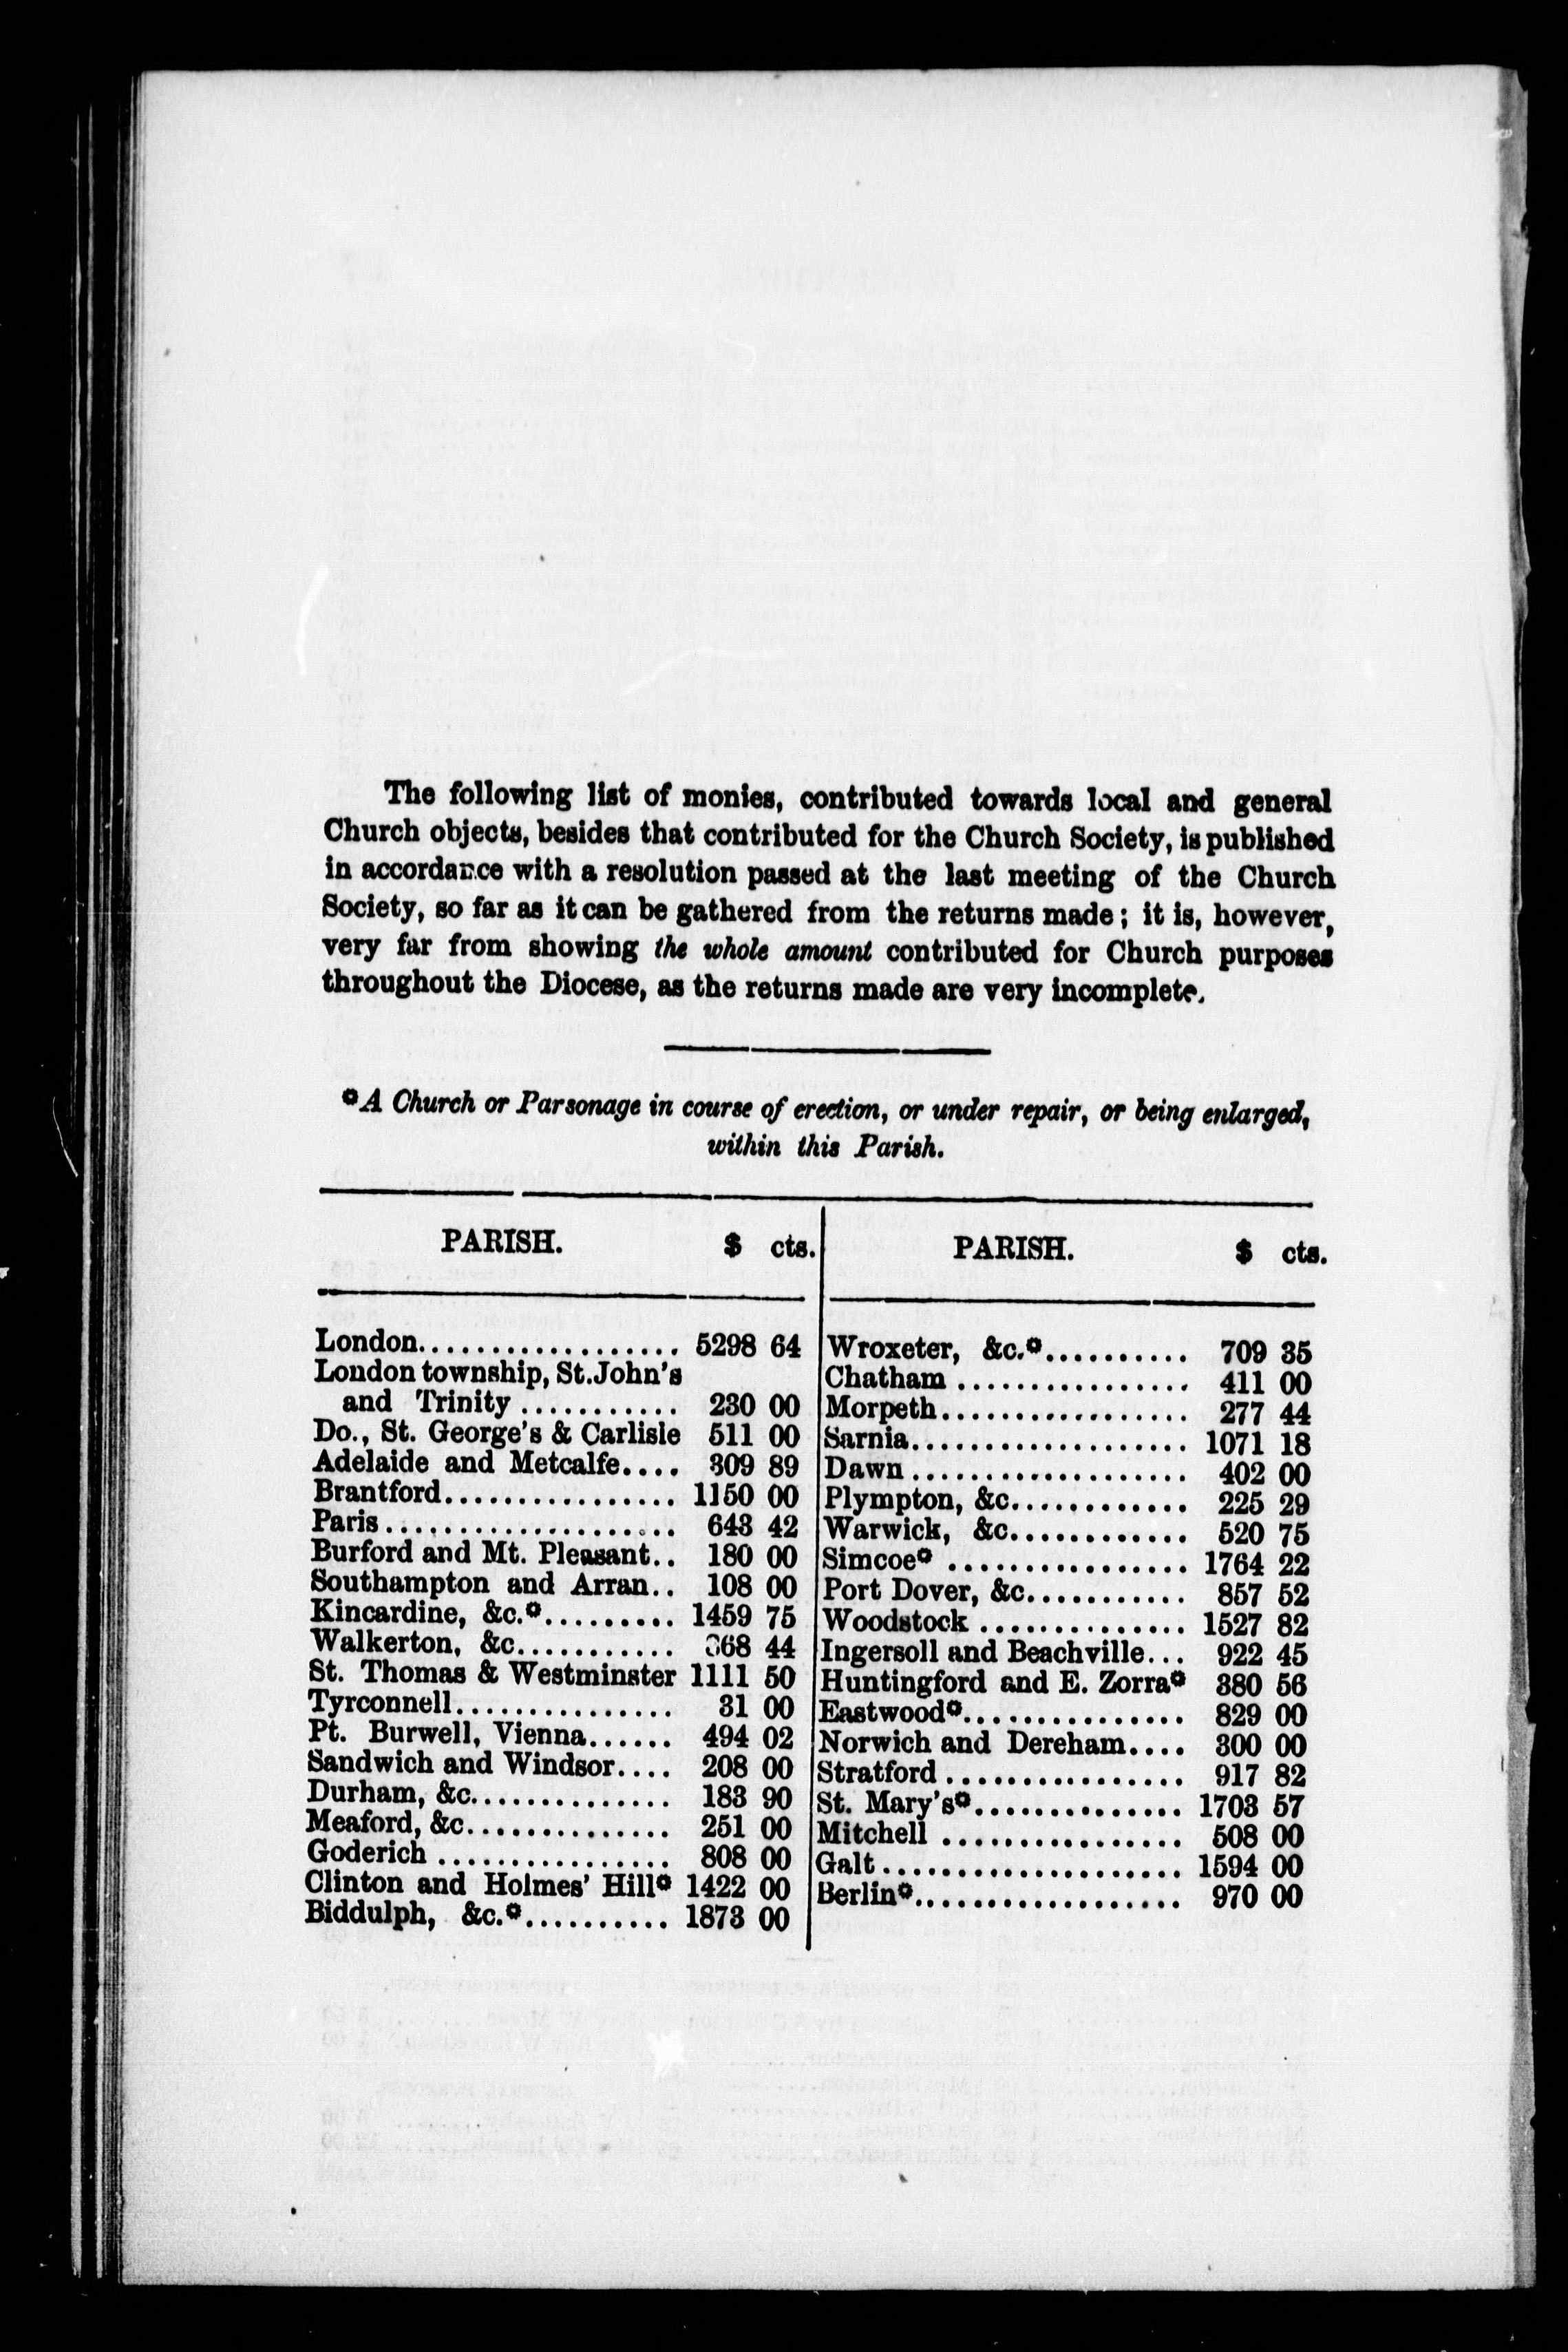 The following list of monies, contributed towards local and general
Church objects, besides that contributed for the Church Society, is published
in accordance with a resolution passed at the last meeting of the Church
Society, so far as it can be gathered from the returns made; it is, however,
very far from showing the whole amount contributed for Church purposes
throughout the Diocese, as the returns made are very incomplete.
*A Church or Parsonage in course of erection, or under repair, or being enlarged,
within this Parish.
PARISH. $ cts.
London.................. 5298 64
London township, St. John's
and Trinity ........... 230 00
Do., St. George's & Carlisle 511 00
Adelaide and Metcalfe.... 309 89
Brantford................ 1150 00
Paris.................... 643 42
Burford and Mt. Pleasant.. 180 00
Southampton and Arran.. 108 00
Kincardine, &c.*......... 1459 75
Walkerton, &c........... 368 44
St. Thomas & Westminster 1111 50
Tyrconnell............... 31 00
Pt. Burwell, Vienna...... 494 02
Sandwich and Windsor.... 208 00
Durham, &c.............. 183 90
Meaford, &c.............. 251 00
Goderich ................ 808 00
Clinton and Holmes' Hill* 1422 00
Biddulph, &c.*.......... 1873 00
PARISH. $ cts.
Wroxeter, &c.*.......... 709 35
Chatham ................ 411 00
Morpeth................. 277 44
Sarnia................... 1071 18
Dawn ................... 402 00
Plympton, &c............ 225 29
Warwick, &c............ 520 75
Simcoe* ................. 1764 22
Port Dover, &c........... 857 52
Woodstock .............. 1527 82
Ingersoll and Beachville... 922 45
Huntingford and E. Zorra* 380 56
Eastwood*............... 829 00
Norwich and Dereham.... 300 00
Stratford ................ 917 82
St. Mary's*.............. 1703 57
Mitchell ................. 508 00
Galt..................... 1594 00
Berlin*.................. 970 00